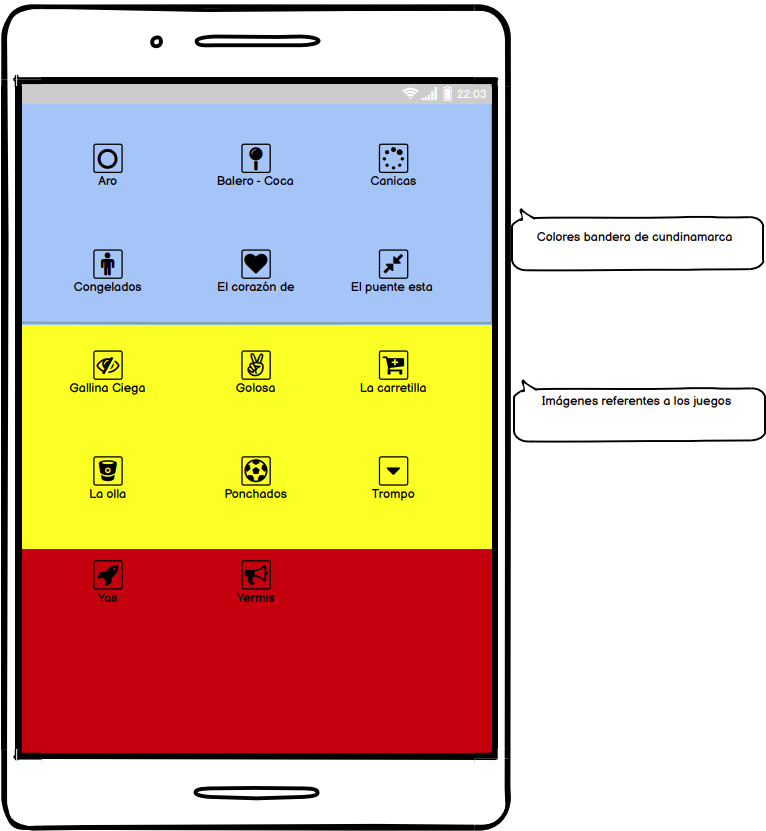 22:03
Aro
Balero - Coca
Canicas
Congelados
El corazón de
El puente esta
Gallina Ciega
Golosa
La carretilla
La olla
Ponchados
Trompo
Yas
Yermis
Colores bandera de cundinamarca
Imágenes referentes a los juegos